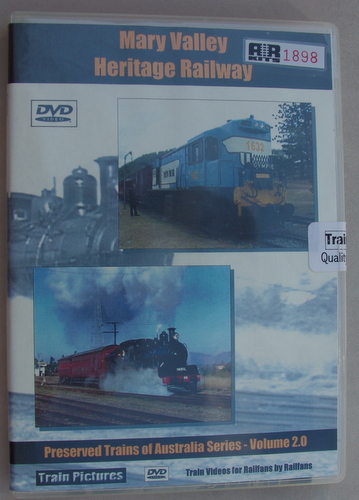 Mary Valley
Heritage Railway
1898
DVD
VIDEO
1632
Trai
Qualit
Preserved Trains of Australia Series - Volume 2.0
Train Pictures
DVD
Train Videos for Railfans by Railfans